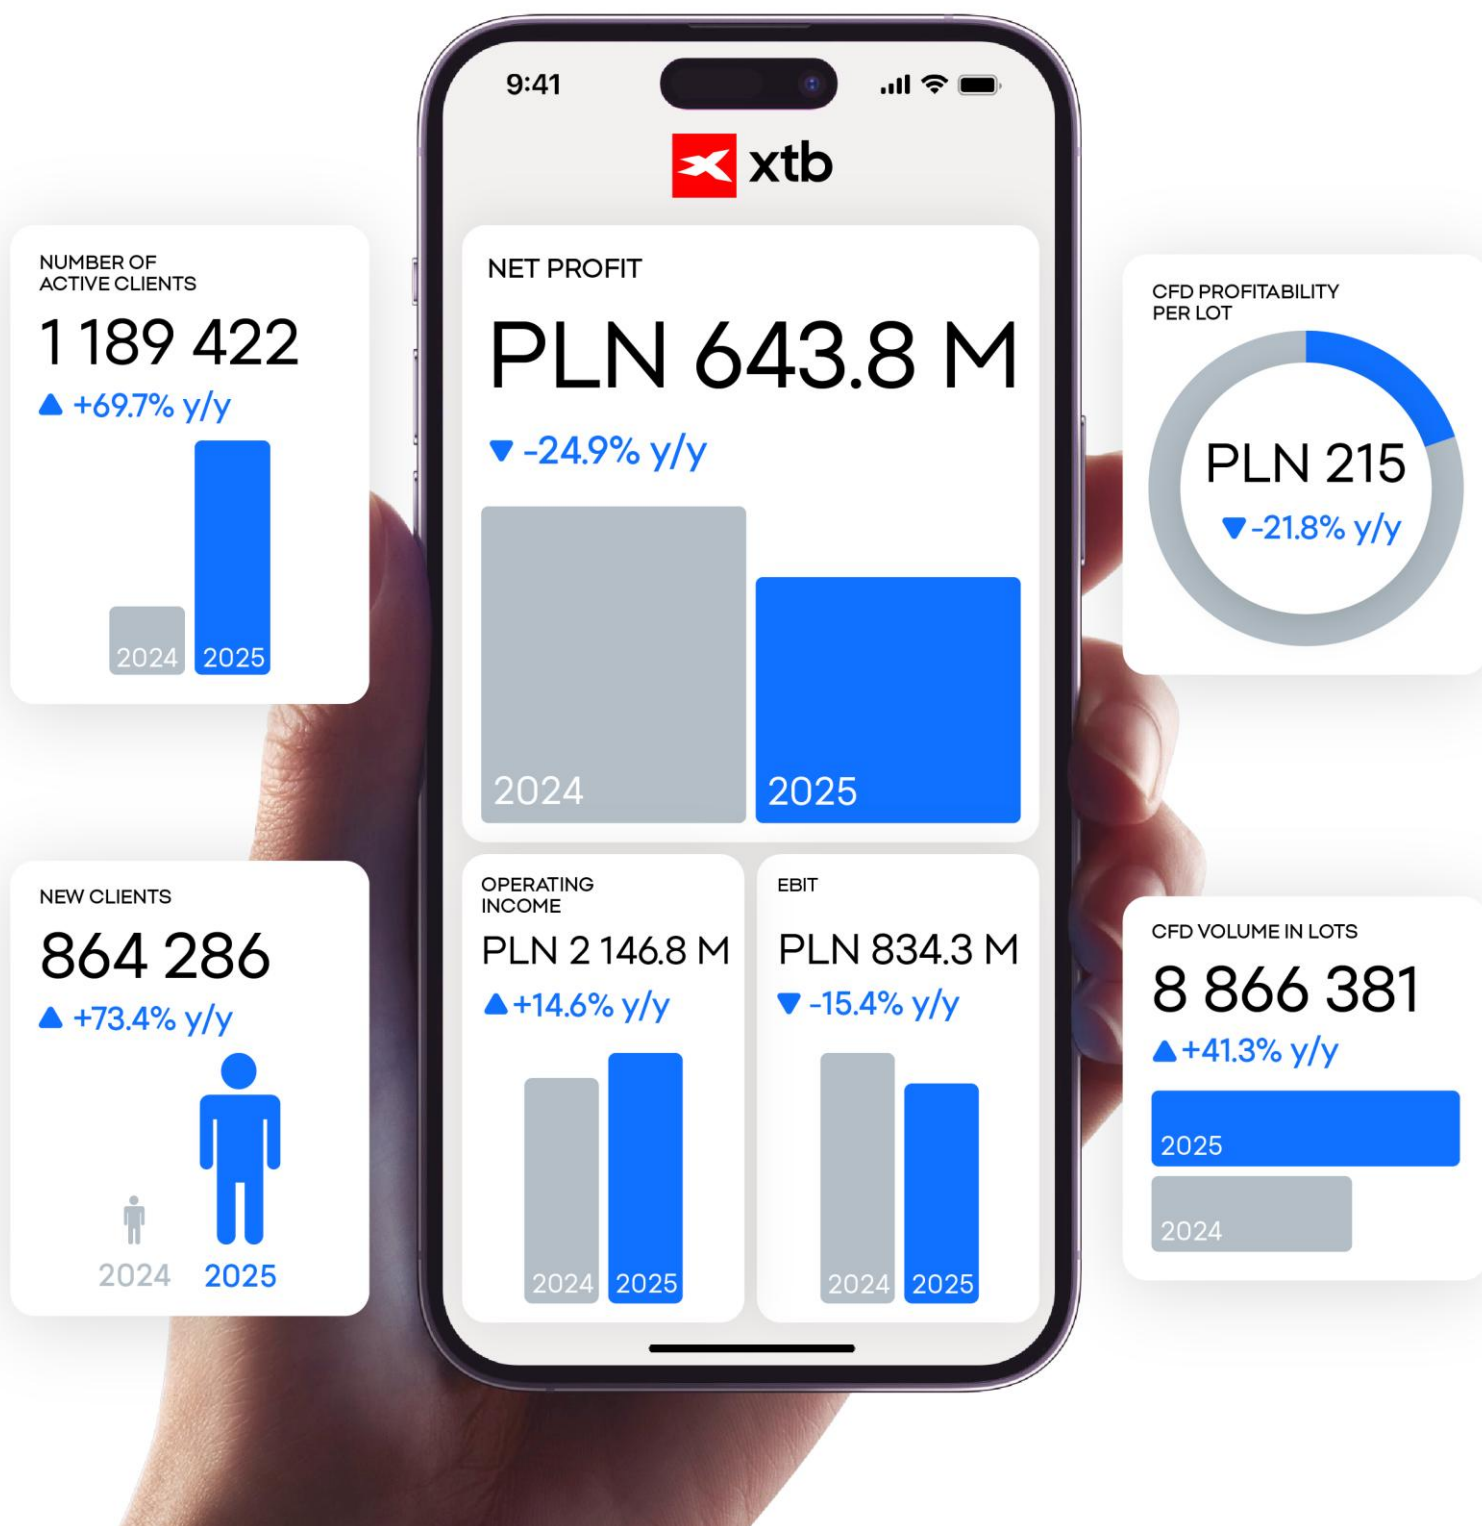 9:41
xtb
NUMBER OF
ACTIVE CLIENTS
1 189 422
+69.7% y/y
2024 2025
NET PROFIT
PLN 643.8 M
-24.9% y/y
2024
2025
CFD PROFITABILITY
PER LOT
PLN 215
-21.8% y/y
NEW CLIENTS
864 286
+73.4% y/y
2024 2025
OPERATING
INCOME
PLN 2 146.8 M
+14.6% y/y
2024 2025
EBIT
PLN 834.3 M
-15.4% y/y
2024 2025
CFD VOLUME IN LOTS
8 866 381
+41.3% y/y
2025
2024